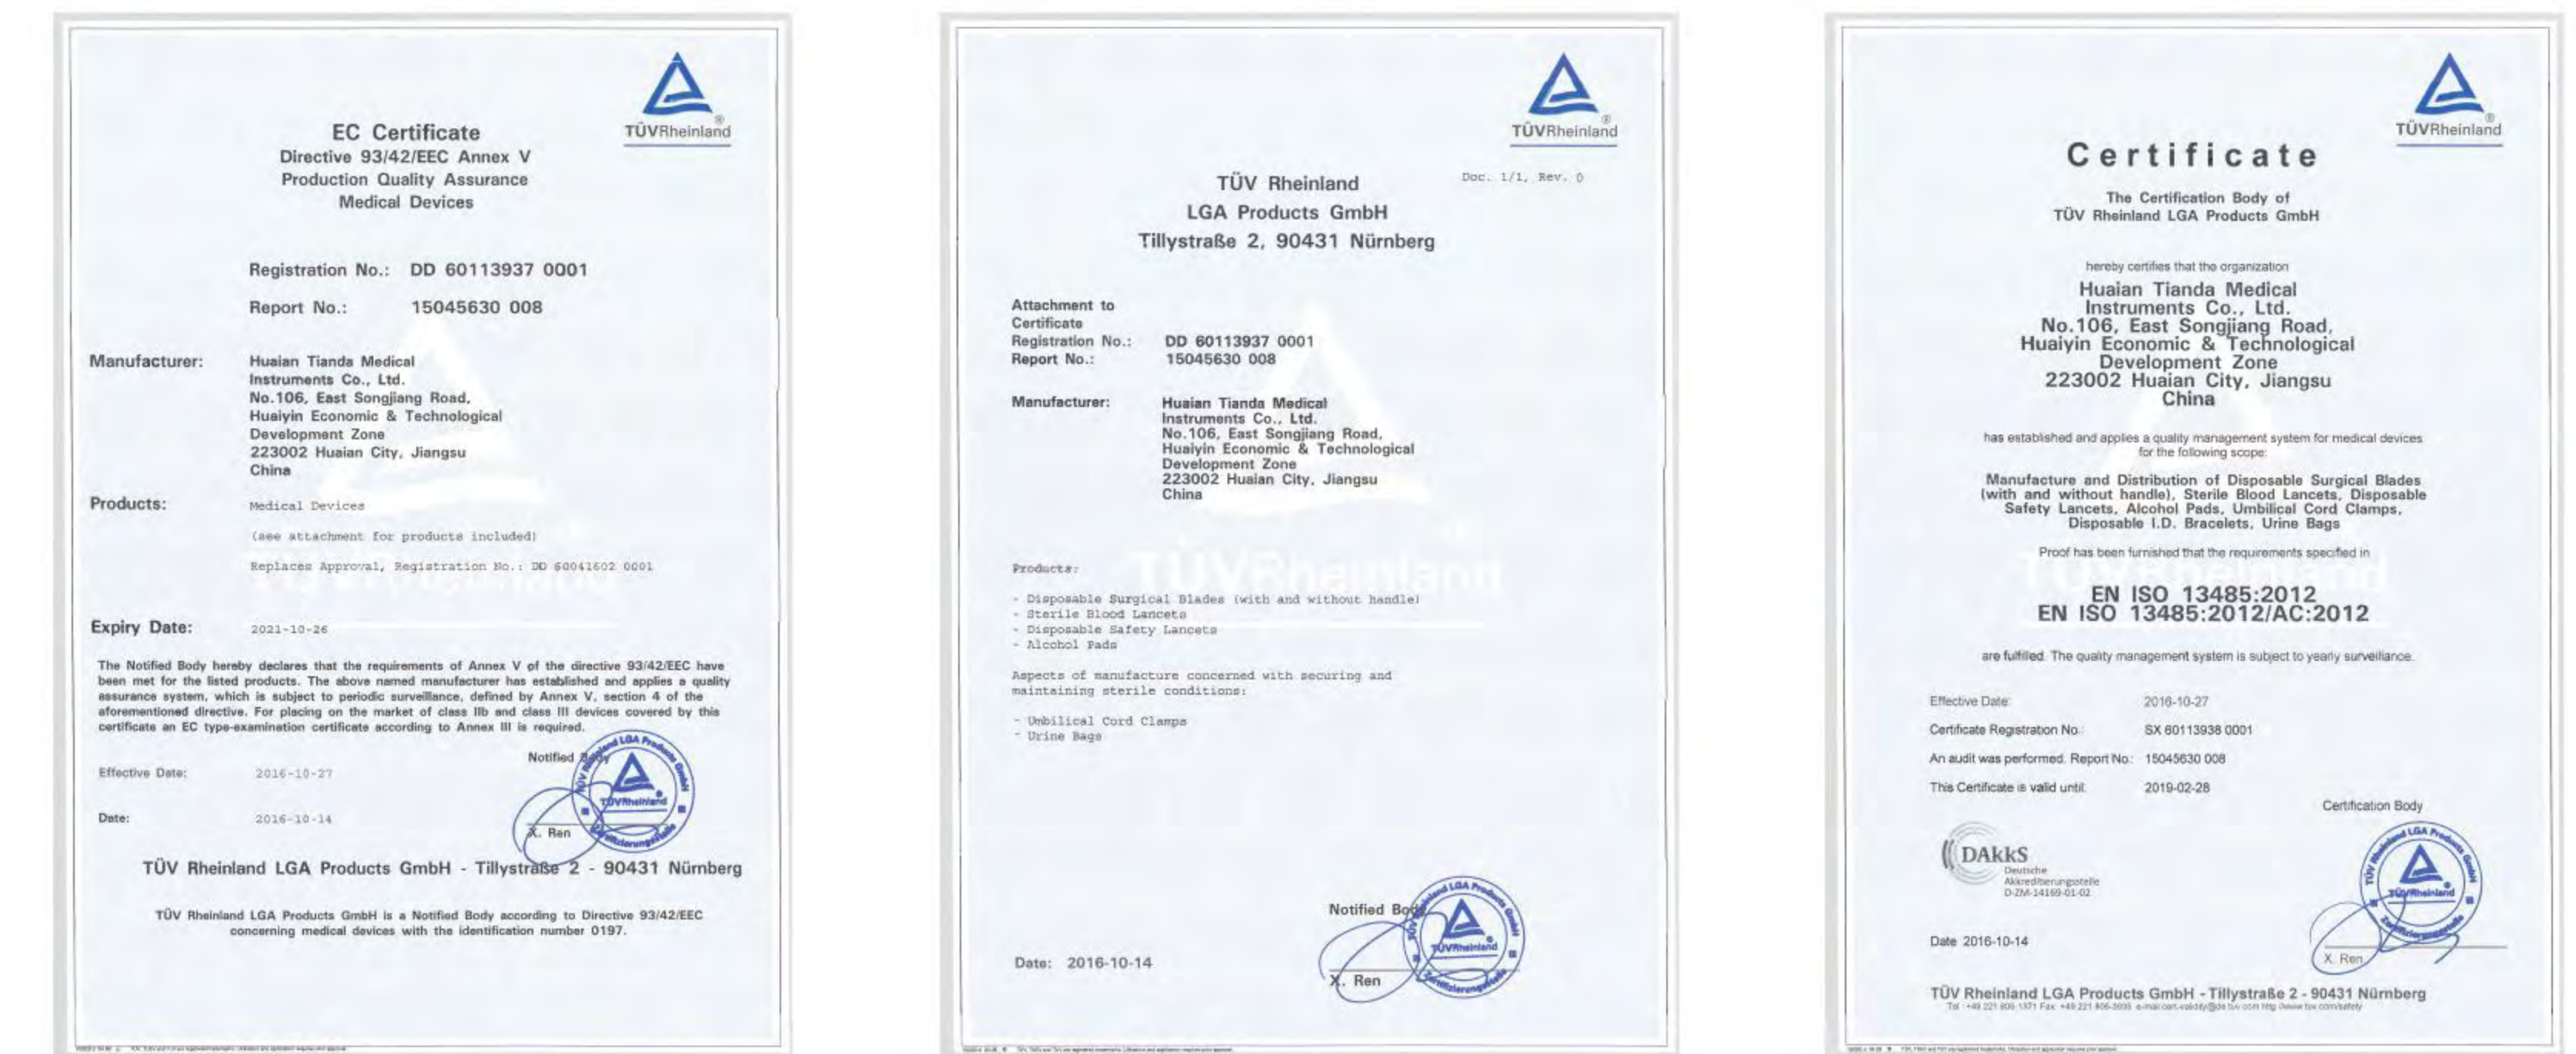 TÜVRheinland
EC Certificate
Directive 93/42/EEC Annex V
Production Quality Assurance
Medical Devices
Registration No.: DD 60113937 0001
Report No.: 15045630 008
Manufacturer: Huaian Tianda Medical
Instruments Co., Ltd.
No.106, East Songjiang Road,
Huaiyin Economic & Technological
Development Zone
223002 Huaian City, Jiangsu
China
Products: Medical Devices
(see attachment for products included)
Replaces Approval, Registration No.: DD 60041602 0001
Expiry Date: 2021-10-26
The Notified Body hereby declares that the requirements of Annex V of the directive 93/42/EEC have
been met for the listed products. The above named manufacturer has established and applies a quality
assurance system, which is subject to periodic surveillance, defined by Annex V, section 4 of the
aforementioned directive. For placing on the market of class IIb and class III devices covered by this
certificate an EC type-examination certificate according to Annex III is required.
Notified Body
Effective Date: 2016-10-27
Date: 2016-10-14
TÜV Rheinland LGA Products GmbH
TÜVRheinland
Zertifizierungsstelle
X. Ren
TÜV Rheinland LGA Products GmbH - Tillystraße 2 - 90431 Nürnberg
TÜV Rheinland LGA Products GmbH is a Notified Body according to Directive 93/42/EEC
concerning medical devices with the identification number 0197.
TÜVRheinland
Doc. 1/1, Rev. 0
TÜV Rheinland
LGA Products GmbH
Tillystraße 2, 90431 Nürnberg
Attachment to
Certificate
Registration No.: DD 60113937 0001
Report No.: 15045630 008
Manufacturer: Huaian Tianda Medical
Instruments Co., Ltd.
No.106, East Songjiang Road,
Huaiyin Economic & Technological
Development Zone
223002 Huaian City, Jiangsu
China
TÜVRheinland
Products:
- Disposable Surgical Blades (with and without handle)
- Sterile Blood Lancets
- Disposable Safety Lancets
- Alcohol Pads
Aspects of manufacture concerned with securing and
maintaining sterile conditions:
- Umbilical Cord Clamps
- Urine Bags
Notified Body
Date: 2016-10-14
TÜV Rheinland LGA Products GmbH
TÜVRheinland
Zertifizierungsstelle
X. Ren
TÜVRheinland
Certificate
The Certification Body of
TÜV Rheinland LGA Products GmbH
hereby certifies that the organization
Huaian Tianda Medical
Instruments Co., Ltd.
No.106, East Songjiang Road,
Huaiyin Economic & Technological
Development Zone
223002 Huaian City, Jiangsu
China
has established and applies a quality management system for medical devices
for the following scope:
Manufacture and Distribution of Disposable Surgical Blades
(with and without handle), Sterile Blood Lancets, Disposable
Safety Lancets, Alcohol Pads, Umbilical Cord Clamps,
Disposable I.D. Bracelets, Urine Bags
Proof has been furnished that the requirements specified in
EN ISO 13485:2012
EN ISO 13485:2012/AC:2012
are fulfilled. The quality management system is subject to yearly surveillance.
Effective Date: 2016-10-27
Certificate Registration No.: SX 60113938 0001
An audit was performed. Report No.: 15045630 008
This Certificate is valid until: 2019-02-28
Certification Body
DAkkS
Deutsche
Akkreditierungsstelle
D-ZM-14169-01-02
TÜV Rheinland LGA Products GmbH
TÜVRheinland
Zertifizierungsstelle
Date 2016-10-14
X. Ren
TÜV Rheinland LGA Products GmbH - Tillystraße 2 - 90431 Nürnberg